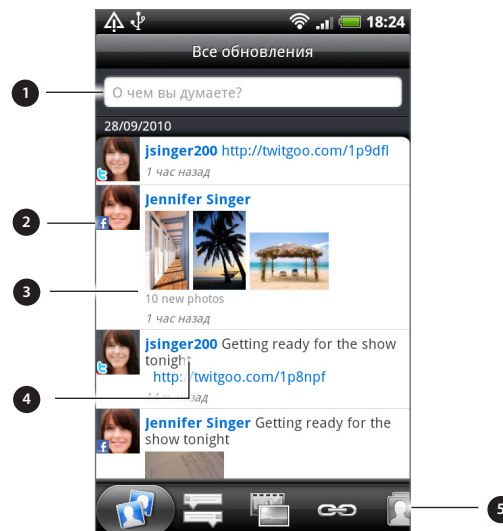 18:24
Все обновления
1
О чем вы думаете?
28/09/2010
jsinger200 http://twitgoo.com/1p9dfl
1 час назад
2
Jennifer Singer
3
10 new photos
1 час назад
jsinger200 Getting ready for the show
tonight
http://twitgoo.com/1p8npf
4
Jennifer Singer Getting ready for the
show tonight
5